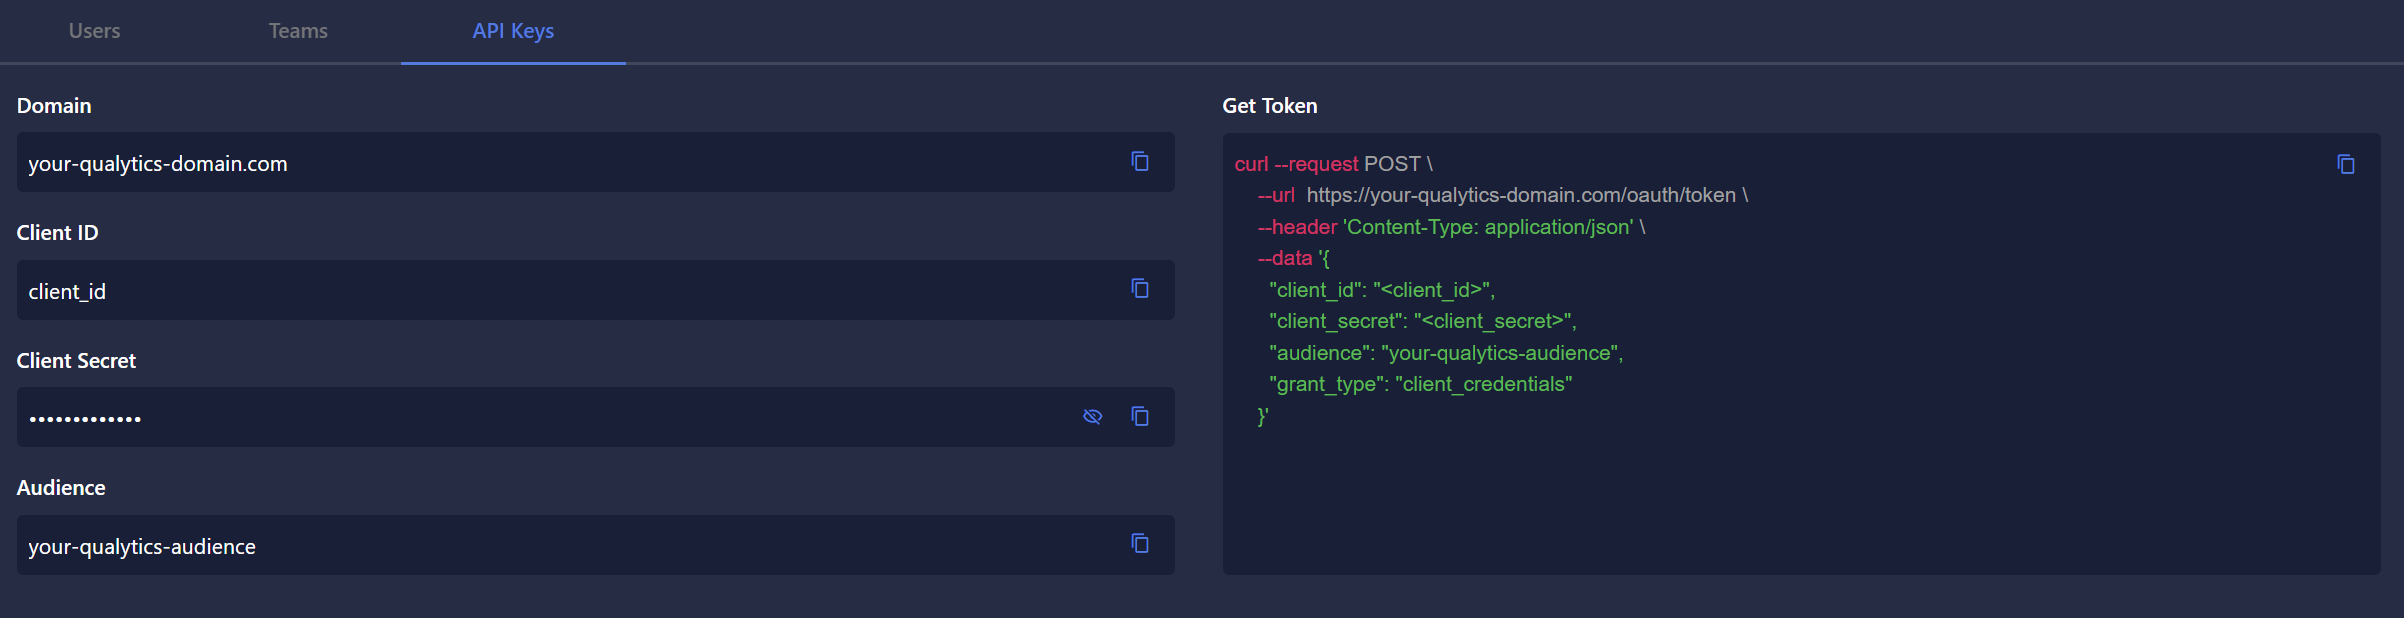 Users Teams API Keys
Domain
your-qualytics-domain.com
Client ID
client_id
Client Secret
•••••••••••••
Audience
your-qualytics-audience
Get Token
curl --request POST \
--url https://your-qualytics-domain.com/oauth/token \
--header 'Content-Type: application/json' \
--data '{
"client_id": "<client_id>",
"client_secret": "<client_secret>",
"audience": "your-qualytics-audience",
"grant_type": "client_credentials"
}'